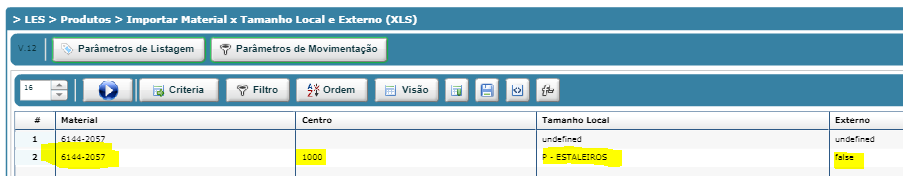 > LES > Produtos > Importar Material x Tamanho Local e Externo (XLS)
V.12 Parâmetros de Listagem Parâmetros de Movimentação
16 Criteria Filtro Ordem Visão
# Material Centro Tamanho Local Externo
1 6144-2057 undefined undefined
2 6144-2057 1000 P - ESTALEIROS false